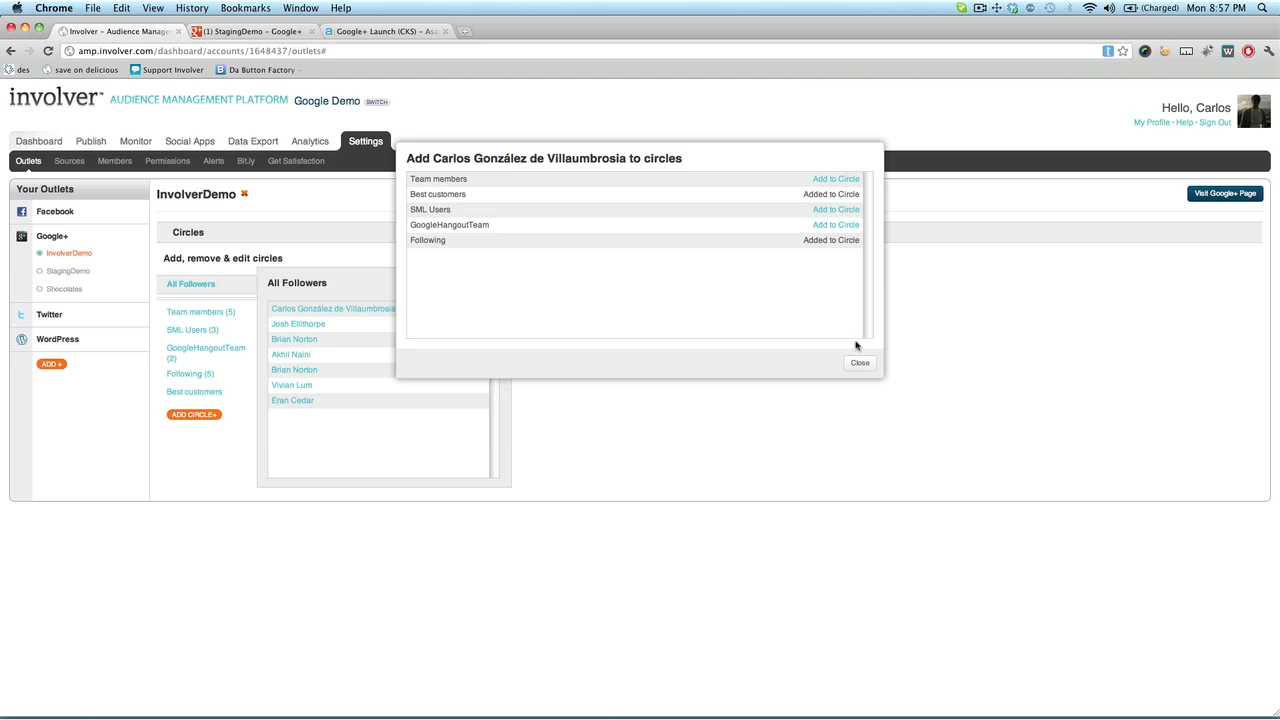 Chrome File Edit View History Bookmarks Window Help (Charged) Mon 8:57 PM
Involver – Audience Manage (1) StagingDemo – Google+ Google+ Launch (CKS) – Asa
amp.involver.com/dashboard/accounts/1648437/outlets#
des save on delicious Support Involver Da Button Factory
involver™ AUDIENCE MANAGEMENT PLATFORM Google Demo SWITCH
Hello, Carlos
My Profile · Help · Sign Out
Dashboard Publish Monitor Social Apps Data Export Analytics Settings
Outlets Sources Members Permissions Alerts Bit.ly Get Satisfaction
Your Outlets
Facebook
Google+
InvolverDemo
StagingDemo
Shocolates
Twitter
WordPress
ADD +
InvolverDemo
Visit Google+ Page
Circles
Add, remove & edit circles
All Followers
Team members (5)
SML Users (3)
GoogleHangoutTeam
(2)
Following (5)
Best customers
ADD CIRCLE+
All Followers
Carlos González de Villaumbrosia
Josh Ellithorpe
Brian Norton
Akhil Naini
Brian Norton
Vivian Lum
Eran Cedar
Add Carlos González de Villaumbrosia to circles
Team members Add to Circle
Best customers Added to Circle
SML Users Add to Circle
GoogleHangoutTeam Add to Circle
Following Added to Circle
Close